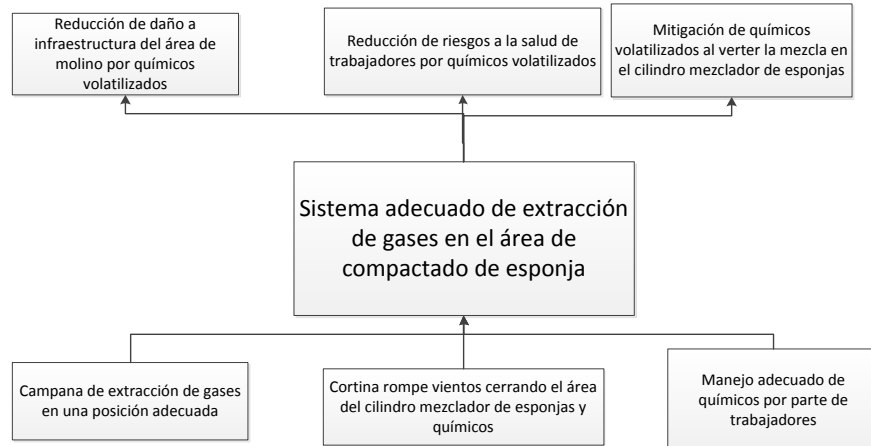 Reducción de daño a
infraestructura del área de
molino por químicos
volatilizados
Reducción de riesgos a la salud de
trabajadores por químicos volatilizados
Mitigación de químicos
volatilizados al verter la mezcla en
el cilindro mezclador de esponjas
Sistema adecuado de extracción
de gases en el área de
compactado de esponja
Campana de extracción de gases
en una posición adecuada
Cortina rompe vientos cerrando el área
del cilindro mezclador de esponjas y
químicos
Manejo adecuado de
químicos por parte de
trabajadores